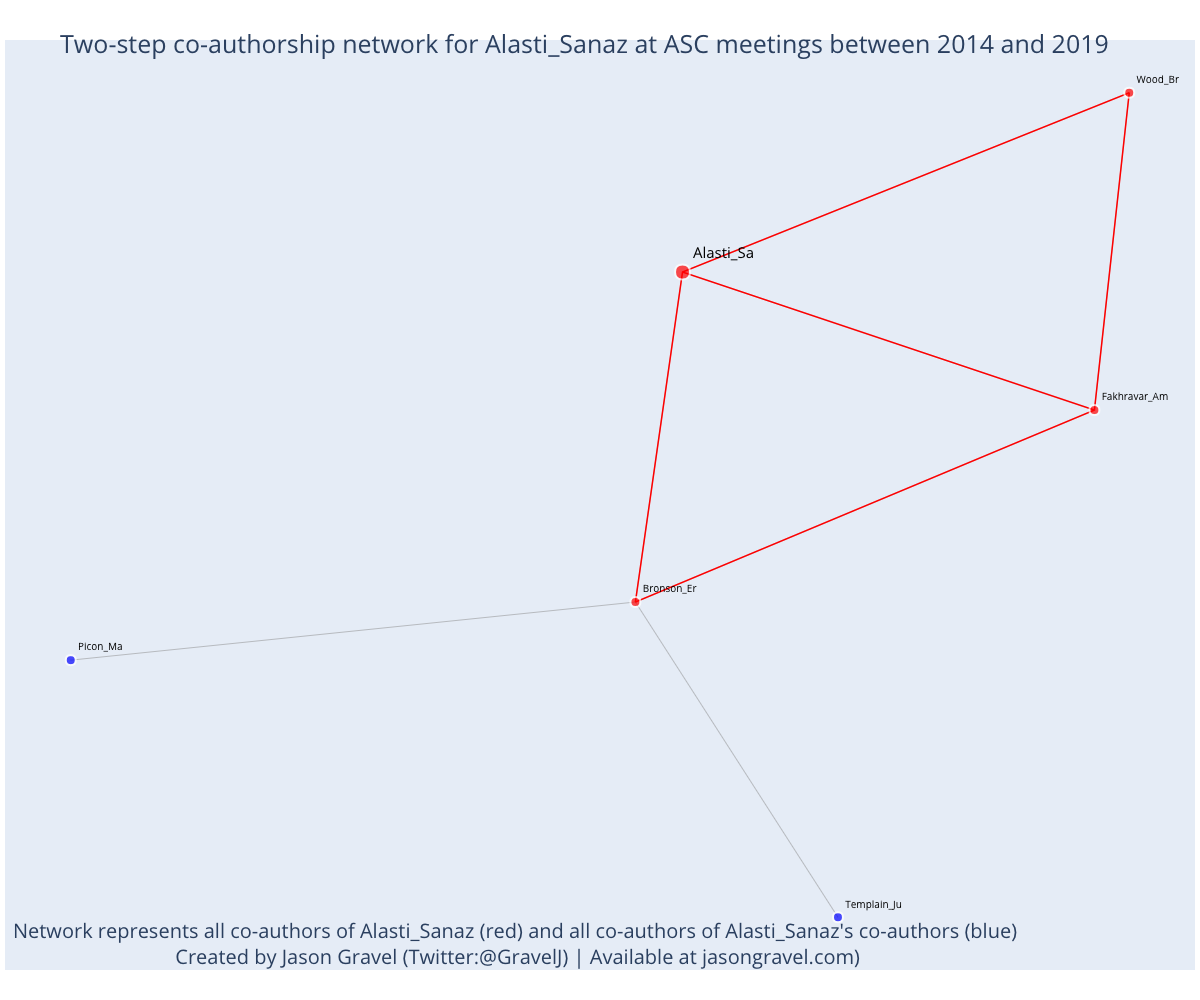 Two-step co-authorship network for Alasti_Sanaz at ASC meetings between 2014 and 2019
Wood_Br
Alasti_Sa
Fakhravar_Am
Bronson_Er
Picon_Ma
Templain_Ju
Network represents all co-authors of Alasti_Sanaz (red) and all co-authors of Alasti_Sanaz's co-authors (blue)
Created by Jason Gravel (Twitter:@GravelJ) | Available at jasongravel.com)